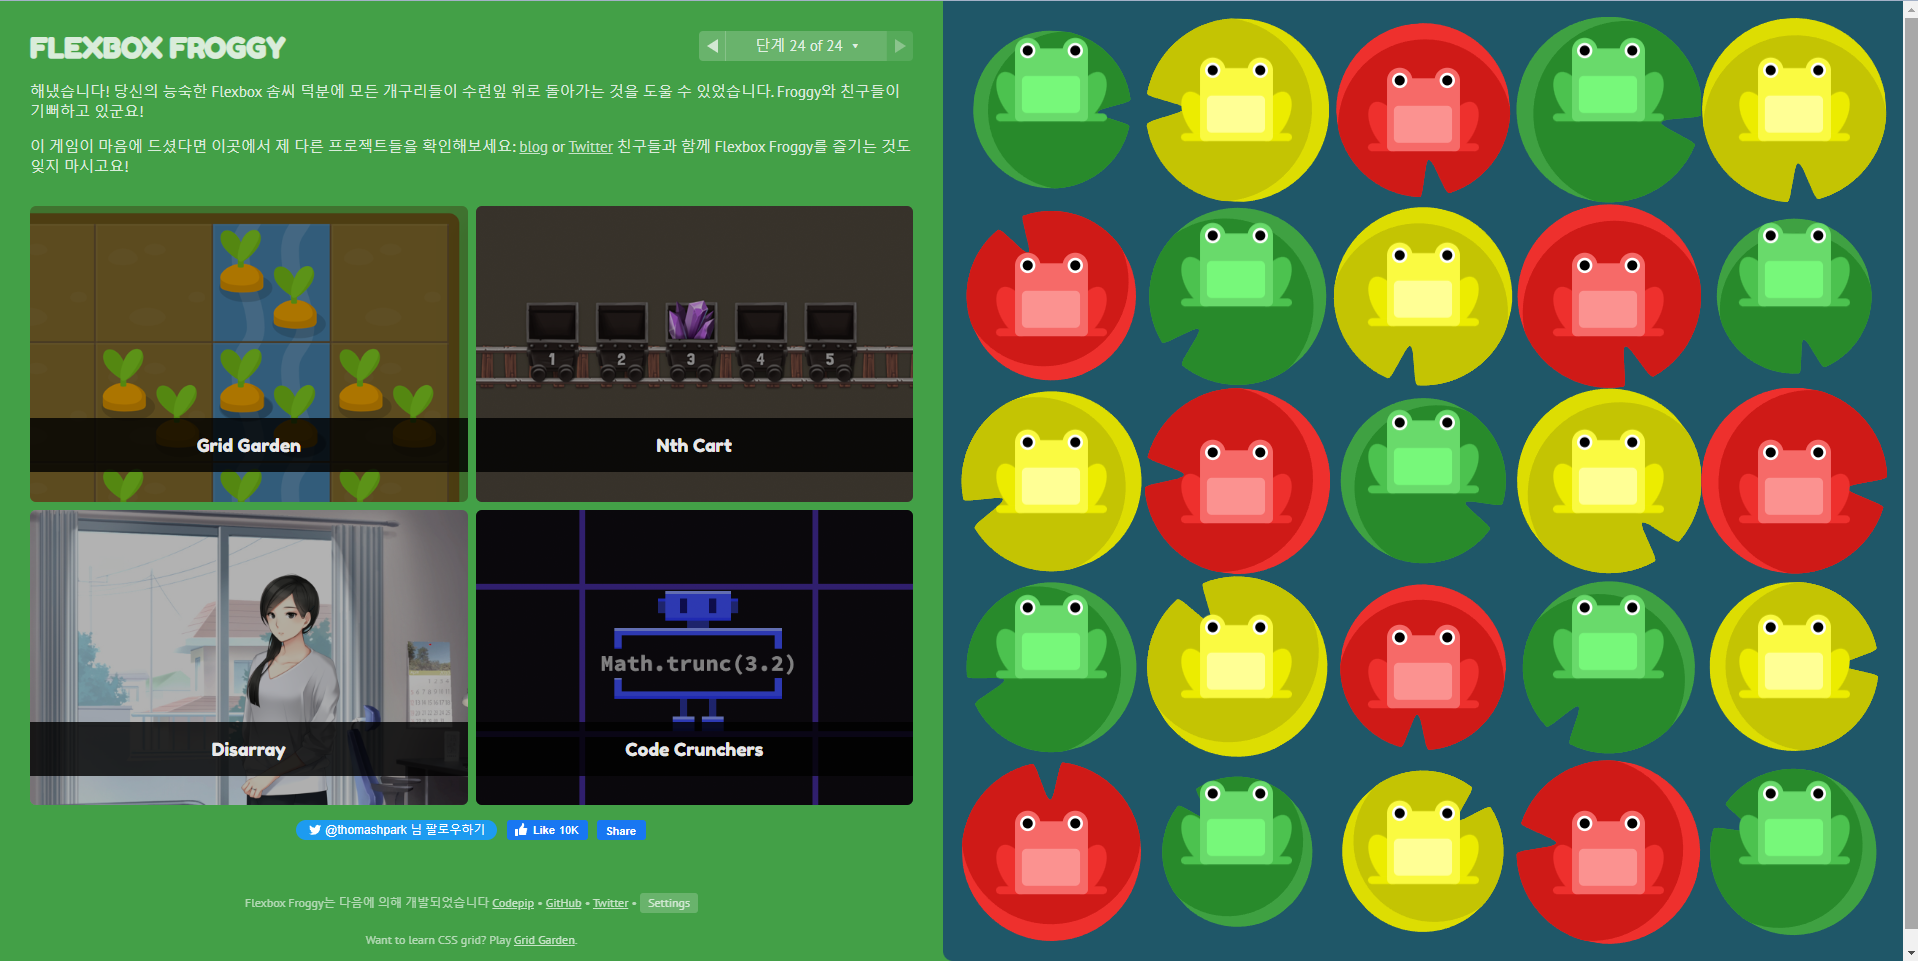 FLEXBOX FROGGY
단계 24 of 24
해냈습니다! 당신의 능숙한 Flexbox 솜씨 덕분에 모든 개구리들이 수련잎 위로 돌아가는 것을 도울 수 있었습니다. Froggy와 친구들이
기뻐하고 있군요!
이 게임이 마음에 드셨다면 이곳에서 제 다른 프로젝트들을 확인해보세요: blog or Twitter 친구들과 함께 Flexbox Froggy를 즐기는 것도
잊지 마시고요!
1 2 3 4 5
Grid Garden
Nth Cart
Math.trunc(3.2)
Disarray
Code Crunchers
@thomashpark 님 팔로우하기
Like 10K
Share
Flexbox Froggy는 다음에 의해 개발되었습니다 Codepip • GitHub • Twitter • Settings
Want to learn CSS grid? Play Grid Garden.